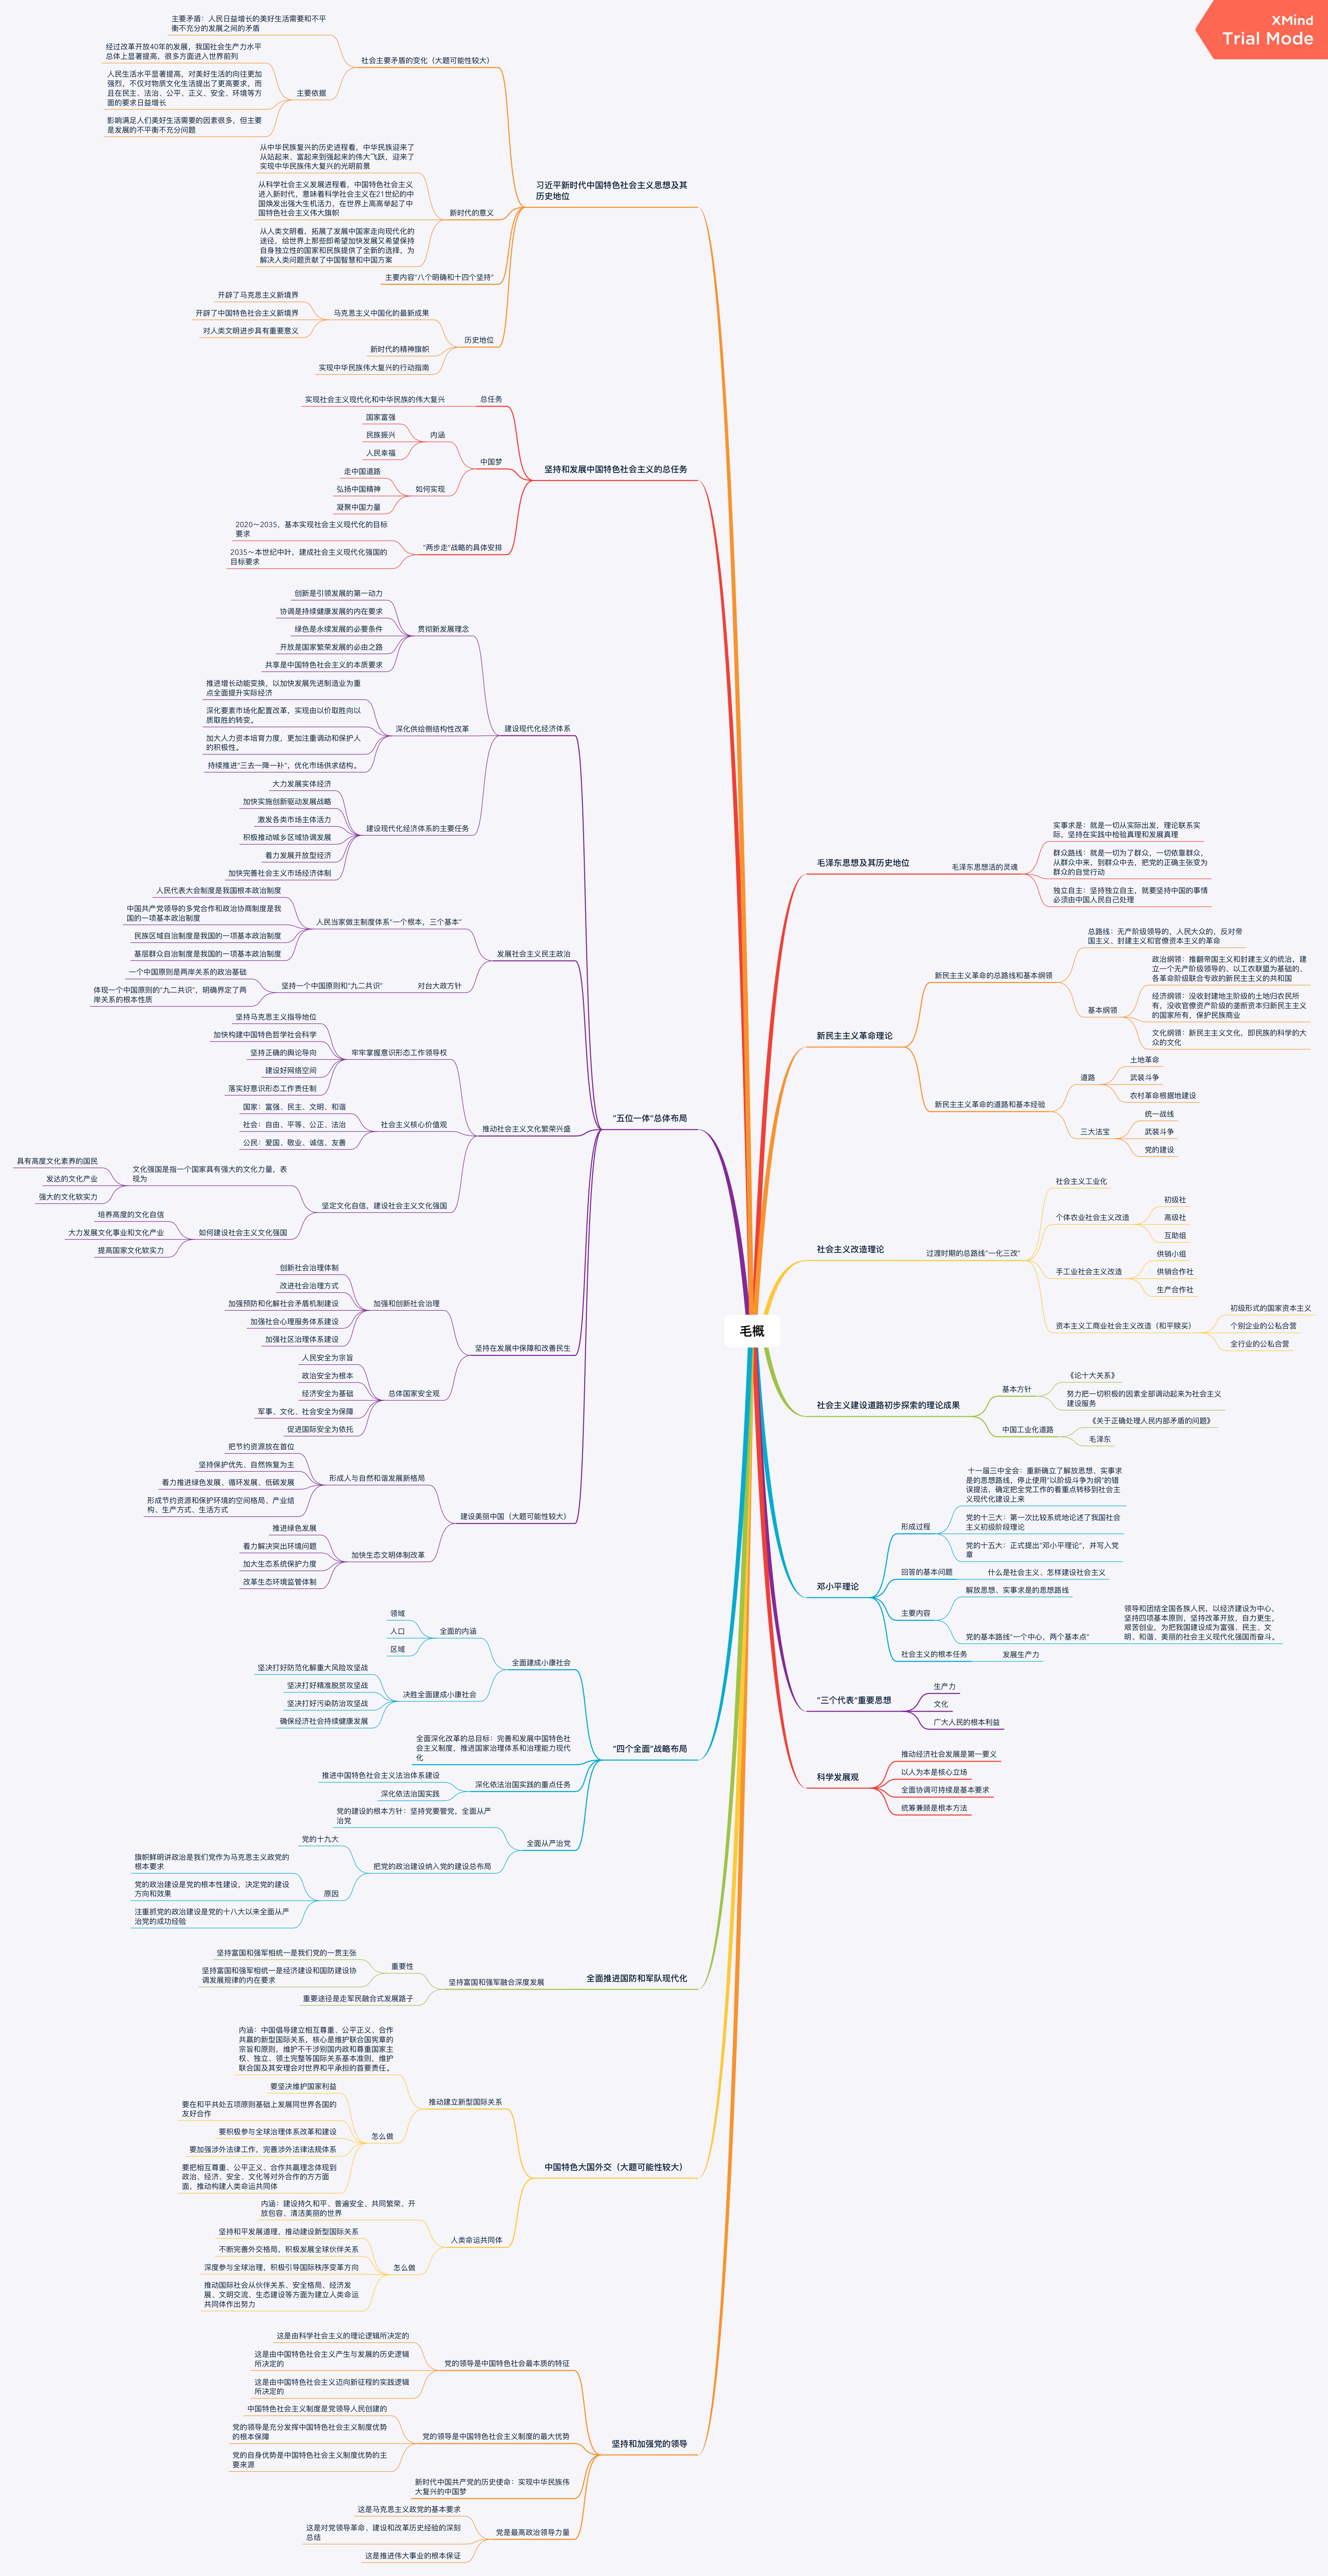 XMind
Trial Mode
毛概
毛泽东思想及其历史地位
毛泽东思想活的灵魂
实事求是：就是一切从实际出发，理论联系实
际，坚持在实践中检验真理和发展真理
群众路线：就是一切为了群众，一切依靠群众，
从群众中来，到群众中去，把党的正确主张变为
群众的自觉行动
独立自主：坚持独立自主，就要坚持中国的事情
必须由中国人民自己处理
新民主主义革命理论
新民主主义革命的总路线和基本纲领
总路线：无产阶级领导的，人民大众的，反对帝
国主义、封建主义和官僚资本主义的革命
基本纲领
政治纲领：推翻帝国主义和封建主义的统治，建
立一个无产阶级领导的、以工农联盟为基础的、
各革命阶级联合专政的新民主主义的共和国
经济纲领：没收封建地主阶级的土地归农民所
有，没收官僚资产阶级的垄断资本归新民主主义
的国家所有，保护民族商业
文化纲领：新民主主义文化，即民族的科学的大
众的文化
新民主主义革命的道路和基本经验
道路
土地革命
武装斗争
农村革命根据地建设
三大法宝
统一战线
武装斗争
党的建设
社会主义改造理论
过渡时期的总路线“一化三改”
社会主义工业化
个体农业社会主义改造
初级社
高级社
互助组
手工业社会主义改造
供销小组
供销合作社
生产合作社
资本主义工商业社会主义改造（和平赎买）
初级形式的国家资本主义
个别企业的公私合营
全行业的公私合营
社会主义建设道路初步探索的理论成果
基本方针
《论十大关系》
努力把一切积极的因素全部调动起来为社会主义
建设服务
中国工业化道路
《关于正确处理人民内部矛盾的问题》
毛泽东
邓小平理论
形成过程
十一届三中全会：重新确立了解放思想、实事求
是的思想路线，停止使用“以阶级斗争为纲”的错
误提法，确定把全党工作的着重点转移到社会主
义现代化建设上来
党的十三大：第一次比较系统地论述了我国社会
主义初级阶段理论
党的十五大：正式提出“邓小平理论”，并写入党
章
回答的基本问题
什么是社会主义、怎样建设社会主义
主要内容
解放思想、实事求是的思想路线
党的基本路线“一个中心，两个基本点”
领导和团结全国各族人民，以经济建设为中心，
坚持四项基本原则，坚持改革开放，自力更生，
艰苦创业，为把我国建设成为富强、民主、文
明、和谐、美丽的社会主义现代化强国而奋斗。
社会主义的根本任务
发展生产力
“三个代表”重要思想
生产力
文化
广大人民的根本利益
科学发展观
推动经济社会发展是第一要义
以人为本是核心立场
全面协调可持续是基本要求
统筹兼顾是根本方法
习近平新时代中国特色社会主义思想及其
历史地位
社会主要矛盾的变化（大题可能性较大）
主要矛盾：人民日益增长的美好生活需要和不平
衡不充分的发展之间的矛盾
主要依据
经过改革开放40年的发展，我国社会生产力水平
总体上显著提高，很多方面进入世界前列
人民生活水平显著提高，对美好生活的向往更加
强烈，不仅对物质文化生活提出了更高要求，而
且在民主、法治、公平、正义、安全、环境等方
面的要求日益增长
影响满足人们美好生活需要的因素很多，但主要
是发展的不平衡不充分问题
新时代的意义
从中华民族复兴的历史进程看，中华民族迎来了
从站起来、富起来到强起来的伟大飞跃，迎来了
实现中华民族伟大复兴的光明前景
从科学社会主义发展进程看，中国特色社会主义
进入新时代，意味着科学社会主义在21世纪的中
国焕发出强大生机活力，在世界上高高举起了中
国特色社会主义伟大旗帜
从人类文明看，拓展了发展中国家走向现代化的
途径，给世界上那些即希望加快发展又希望保持
自身独立性的国家和民族提供了全新的选择，为
解决人类问题贡献了中国智慧和中国方案
主要内容“八个明确和十四个坚持”
历史地位
马克思主义中国化的最新成果
开辟了马克思主义新境界
开辟了中国特色社会主义新境界
对人类文明进步具有重要意义
新时代的精神旗帜
实现中华民族伟大复兴的行动指南
坚持和发展中国特色社会主义的总任务
总任务
实现社会主义现代化和中华民族的伟大复兴
中国梦
内涵
国家富强
民族振兴
人民幸福
如何实现
走中国道路
弘扬中国精神
凝聚中国力量
“两步走”战略的具体安排
2020～2035，基本实现社会主义现代化的目标
要求
2035～本世纪中叶，建成社会主义现代化强国的
目标要求
“五位一体”总体布局
建设现代化经济体系
贯彻新发展理念
创新是引领发展的第一动力
协调是持续健康发展的内在要求
绿色是永续发展的必要条件
开放是国家繁荣发展的必由之路
共享是中国特色社会主义的本质要求
深化供给侧结构性改革
推进增长动能变换，以加快发展先进制造业为重
点全面提升实际经济
深化要素市场化配置改革，实现由以价取胜向以
质取胜的转变。
加大人力资本培育力度，更加注重调动和保护人
的积极性。
持续推进“三去一降一补”，优化市场供求结构。
建设现代化经济体系的主要任务
大力发展实体经济
加快实施创新驱动发展战略
激发各类市场主体活力
积极推动城乡区域协调发展
着力发展开放型经济
加快完善社会主义市场经济体制
发展社会主义民主政治
人民当家做主制度体系“一个根本，三个基本”
人民代表大会制度是我国根本政治制度
中国共产党领导的多党合作和政治协商制度是我
国的一项基本政治制度
民族区域自治制度是我国的一项基本政治制度
基层群众自治制度是我国的一项基本政治制度
对台大政方针
坚持一个中国原则和“九二共识”
一个中国原则是两岸关系的政治基础
体现一个中国原则的“九二共识”，明确界定了两
岸关系的根本性质
推动社会主义文化繁荣兴盛
牢牢掌握意识形态工作领导权
坚持马克思主义指导地位
加快构建中国特色哲学社会科学
坚持正确的舆论导向
建设好网络空间
落实好意识形态工作责任制
社会主义核心价值观
国家：富强、民主、文明、和谐
社会：自由、平等、公正、法治
公民：爱国、敬业、诚信、友善
坚定文化自信，建设社会主义文化强国
文化强国是指一个国家具有强大的文化力量，表
现为
具有高度文化素养的国民
发达的文化产业
强大的文化软实力
如何建设社会主义文化强国
培养高度的文化自信
大力发展文化事业和文化产业
提高国家文化软实力
坚持在发展中保障和改善民生
加强和创新社会治理
创新社会治理体制
改进社会治理方式
加强预防和化解社会矛盾机制建设
加强社会心理服务体系建设
加强社区治理体系建设
总体国家安全观
人民安全为宗旨
政治安全为根本
经济安全为基础
军事、文化、社会安全为保障
促进国际安全为依托
建设美丽中国（大题可能性较大）
形成人与自然和谐发展新格局
把节约资源放在首位
坚持保护优先、自然恢复为主
着力推进绿色发展、循环发展、低碳发展
形成节约资源和保护环境的空间格局、产业结
构、生产方式、生活方式
加快生态文明体制改革
推进绿色发展
着力解决突出环境问题
加大生态系统保护力度
改革生态环境监管体制
“四个全面”战略布局
全面建成小康社会
全面的内涵
领域
人口
区域
决胜全面建成小康社会
坚决打好防范化解重大风险攻坚战
坚决打好精准脱贫攻坚战
坚决打好污染防治攻坚战
确保经济社会持续健康发展
全面深化改革的总目标：完善和发展中国特色社
会主义制度，推进国家治理体系和治理能力现代
化
深化依法治国实践的重点任务
推进中国特色社会主义法治体系建设
深化依法治国实践
全面从严治党
党的建设的根本方针：坚持党要管党，全面从严
治党
把党的政治建设纳入党的建设总布局
党的十九大
原因
旗帜鲜明讲政治是我们党作为马克思主义政党的
根本要求
党的政治建设是党的根本性建设，决定党的建设
方向和效果
注重抓党的政治建设是党的十八大以来全面从严
治党的成功经验
全面推进国防和军队现代化
坚持富国和强军融合深度发展
重要性
坚持富国和强军相统一是我们党的一贯主张
坚持富国和强军相统一是经济建设和国防建设协
调发展规律的内在要求
重要途径是走军民融合式发展路子
中国特色大国外交（大题可能性较大）
推动建立新型国际关系
内涵：中国倡导建立相互尊重、公平正义、合作
共赢的新型国际关系，核心是维护联合国宪章的
宗旨和原则，维护不干涉别国内政和尊重国家主
权、独立、领土完整等国际关系基本准则，维护
联合国及其安理会对世界和平承担的首要责任。
怎么做
要坚决维护国家利益
要在和平共处五项原则基础上发展同世界各国的
友好合作
要积极参与全球治理体系改革和建设
要加强涉外法律工作，完善涉外法律法规体系
要把相互尊重、公平正义、合作共赢理念体现到
政治、经济、安全、文化等对外合作的方方面
面，推动构建人类命运共同体
人类命运共同体
内涵：建设持久和平、普遍安全、共同繁荣、开
放包容、清洁美丽的世界
怎么做
坚持和平发展道理，推动建设新型国际关系
不断完善外交格局，积极发展全球伙伴关系
深度参与全球治理，积极引导国际秩序变革方向
推动国际社会从伙伴关系、安全格局、经济发
展、文明交流、生态建设等方面为建立人类命运
共同体作出努力
坚持和加强党的领导
党的领导是中国特色社会最本质的特征
这是由科学社会主义的理论逻辑所决定的
这是由中国特色社会主义产生与发展的历史逻辑
所决定的
这是由中国特色社会主义迈向新征程的实践逻辑
所决定的
党的领导是中国特色社会主义制度的最大优势
中国特色社会主义制度是党领导人民创建的
党的领导是充分发挥中国特色社会主义制度优势
的根本保障
党的自身优势是中国特色社会主义制度优势的主
要来源
新时代中国共产党的历史使命：实现中华民族伟
大复兴的中国梦
党是最高政治领导力量
这是马克思主义政党的基本要求
这是对党领导革命、建设和改革历史经验的深刻
总结
这是推进伟大事业的根本保证